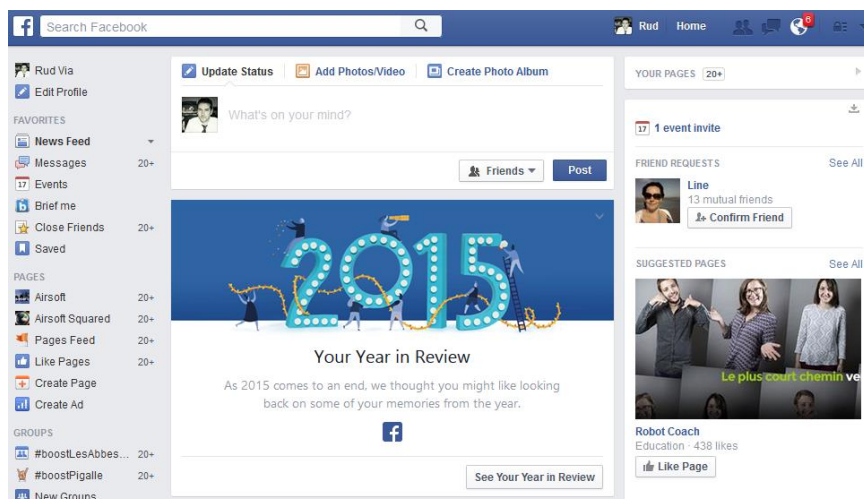 Search Facebook
Rud
Home
6
Rud Via
Edit Profile
FAVORITES
News Feed
Messages 20+
17 Events
Brief me
Close Friends 20+
Saved
PAGES
Airsoft 20+
Airsoft Squared 20+
Pages Feed 20+
Like Pages 20+
Create Page
Create Ad
GROUPS
#boostLesAbbes... 20+
#boostPigalle 20+
New Groups
Update Status
Add Photos/Video
Create Photo Album
What's on your mind?
Friends
Post
2015
Your Year in Review
As 2015 comes to an end, we thought you might like looking
back on some of your memories from the year.
See Your Year in Review
YOUR PAGES 20+
17 1 event invite
FRIEND REQUESTS See All
Line
13 mutual friends
Confirm Friend
SUGGESTED PAGES See All
Le plus court chemin ve
Robot Coach
Education · 438 likes
Like Page